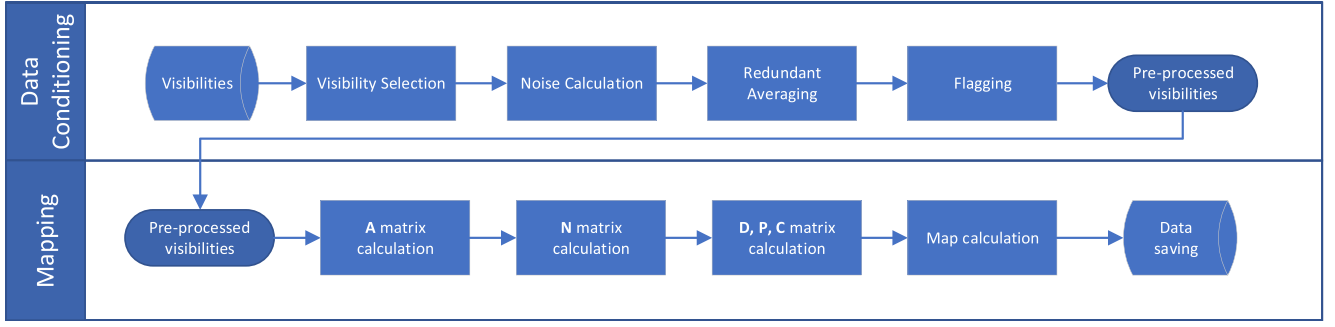 Data
Conditioning
Visibilities
Visibility Selection
Noise Calculation
Redundant
Averaging
Flagging
Pre-processed
visibilities
Mapping
Pre-processed
visibilities
A matrix
calculation
N matrix
calculation
D, P, C matrix
calculation
Map calculation
Data
saving